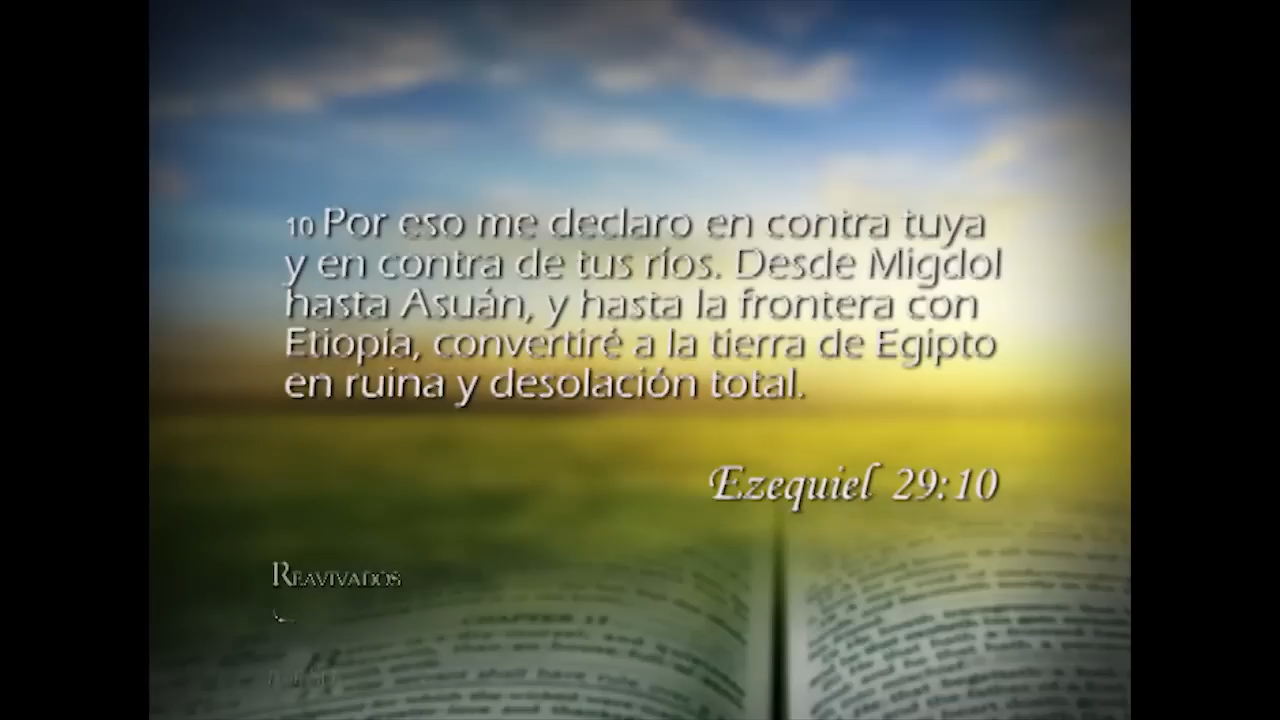 10 Por eso me declaro en contra tuya
y en contra de tus ríos. Desde Migdol
hasta Asuán, y hasta la frontera con
Etiopía, convertiré a la tierra de Egipto
en ruina y desolación total.
Ezequiel 29:10
REAVIVADOS